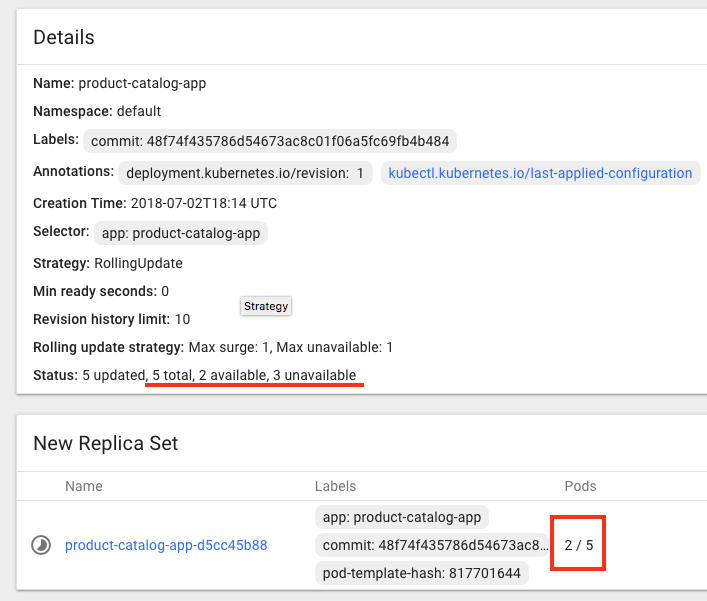 Details
Name: product-catalog-app
Namespace: default
Labels: commit: 48f74f435786d54673ac8c01f06a5fc69fb4b484
Annotations: deployment.kubernetes.io/revision: 1 kubectl.kubernetes.io/last-applied-configuration
Creation Time: 2018-07-02T18:14 UTC
Selector: app: product-catalog-app
Strategy: RollingUpdate
Min ready seconds: 0
Strategy
Revision history limit: 10
Rolling update strategy: Max surge: 1, Max unavailable: 1
Status: 5 updated, 5 total, 2 available, 3 unavailable
New Replica Set
Name Labels Pods
app: product-catalog-app
product-catalog-app-d5cc45b88 commit: 48f74f435786d54673ac8... 2 / 5
pod-template-hash: 817701644